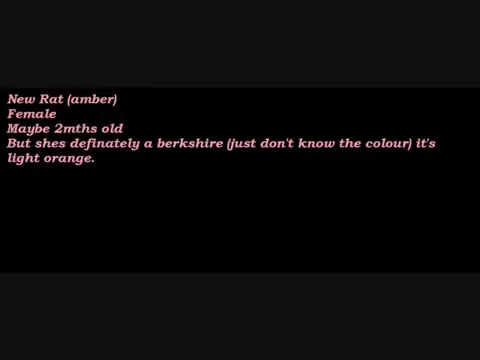 New Rat (amber)
Female
Maybe 2mths old
But shes definately a berkshire (just don't know the colour) it's
light orange.